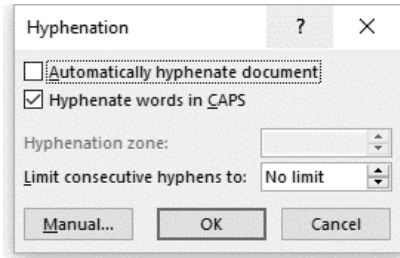 Hyphenation ?
Automatically hyphenate document
Hyphenate words in CAPS
Hyphenation zone:
Limit consecutive hyphens to: No limit
Manual... OK Cancel